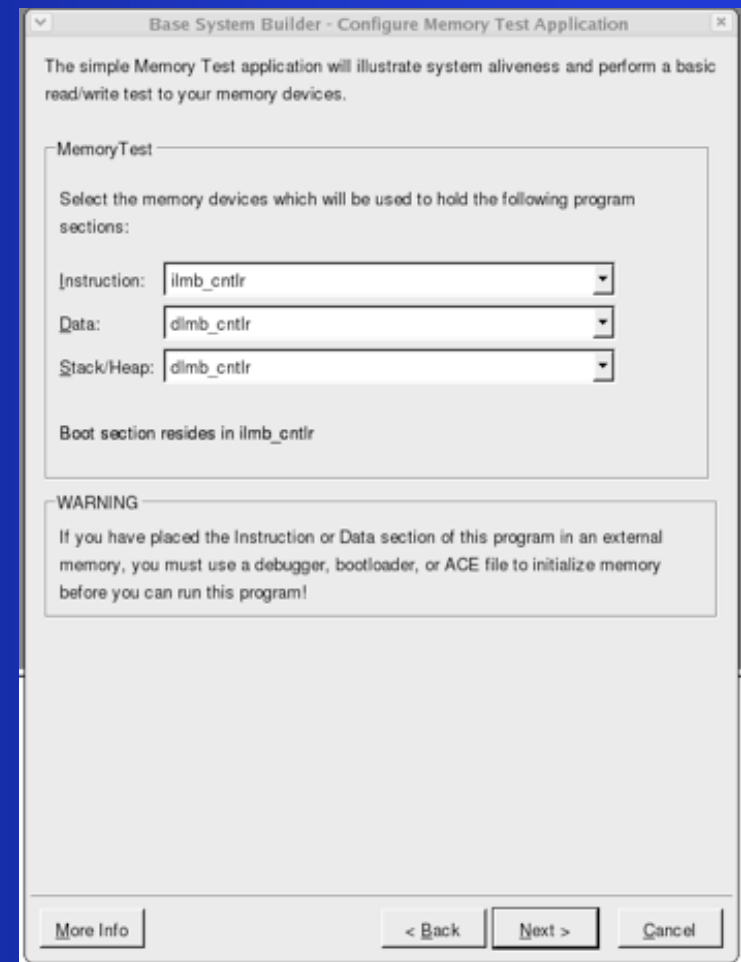 Base System Builder - Configure Memory Test Application
The simple Memory Test application will illustrate system aliveness and perform a basic
read/write test to your memory devices.
MemoryTest
Select the memory devices which will be used to hold the following program
sections:
Instruction: ilmb_cntlr
Data: dlmb_cntlr
Stack/Heap: dlmb_cntlr
Boot section resides in ilmb_cntlr
WARNING
If you have placed the Instruction or Data section of this program in an external
memory, you must use a debugger, bootloader, or ACE file to initialize memory
before you can run this program!
More Info < Back Next > Cancel